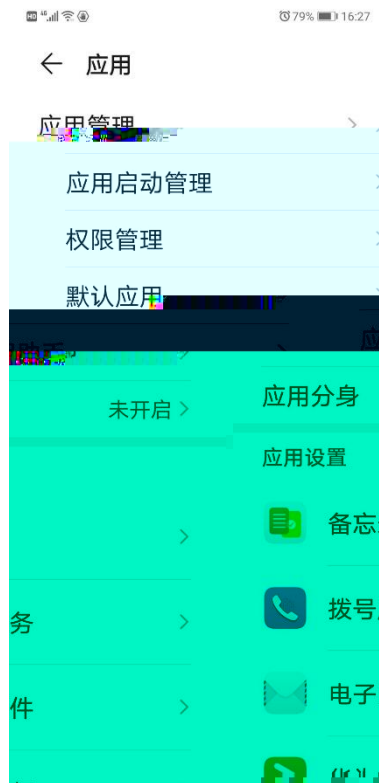 79% 16:27
应用
应用管理
应用启动管理
权限管理
默认应用
应用分身
未开启
应用设置
备忘
务
拨号
件
电子